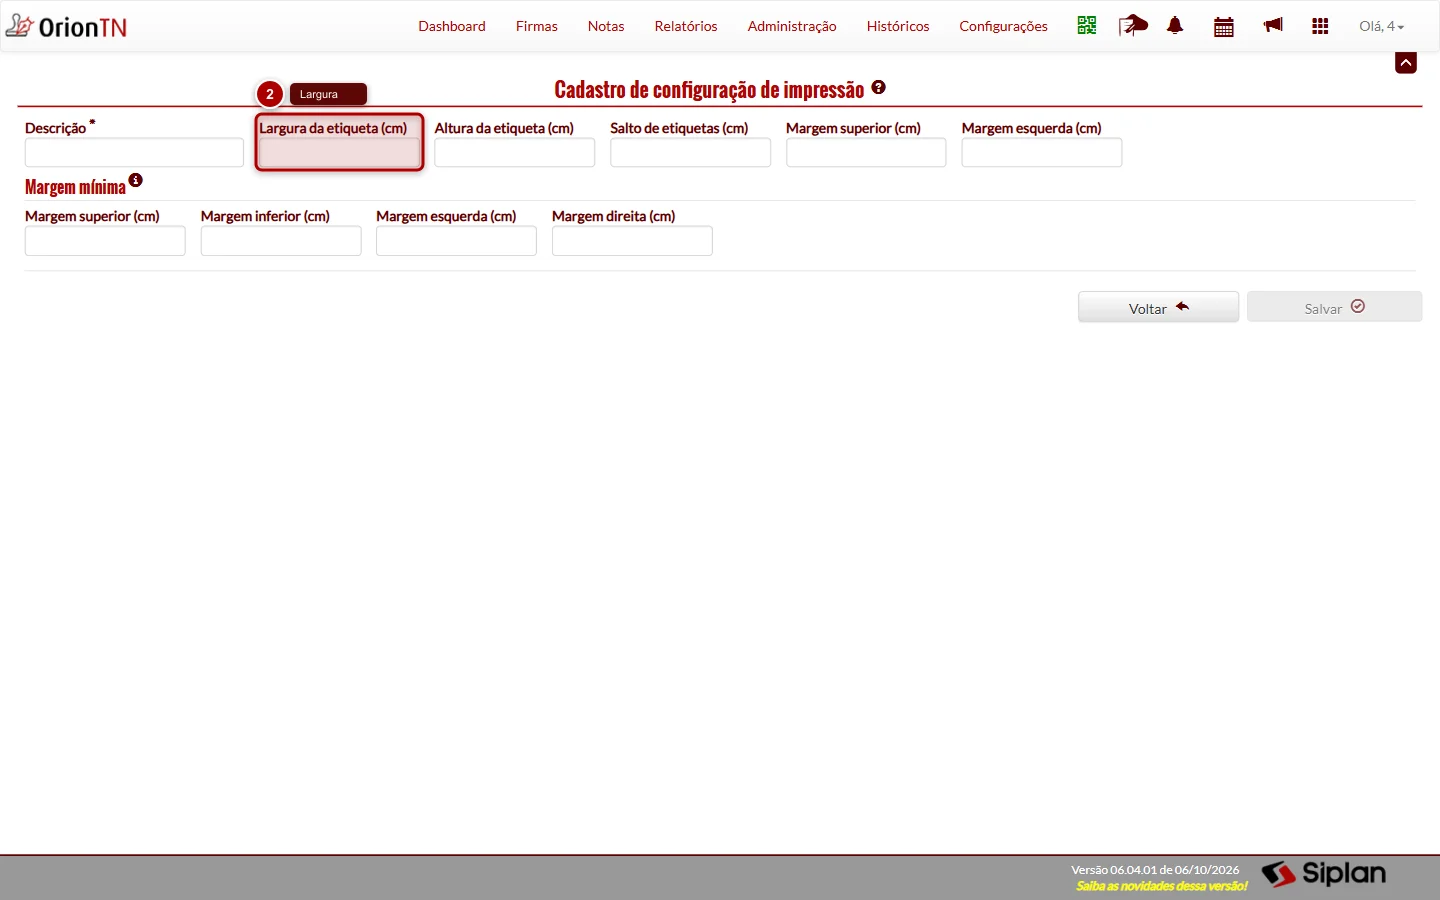 OrionTN
Dashboard Firmas Notas Relatórios Administração Históricos Configurações Olá, 4
2 Largura
Cadastro de configuração de impressão ?
Descrição * Largura da etiqueta (cm) Altura da etiqueta (cm) Salto de etiquetas (cm) Margem superior (cm) Margem esquerda (cm)
Margem mínima i
Margem superior (cm) Margem inferior (cm) Margem esquerda (cm) Margem direita (cm)
Voltar Salvar
Versão 06.04.01 de 06/10/2026
Saiba as novidades dessa versão!
Siplan